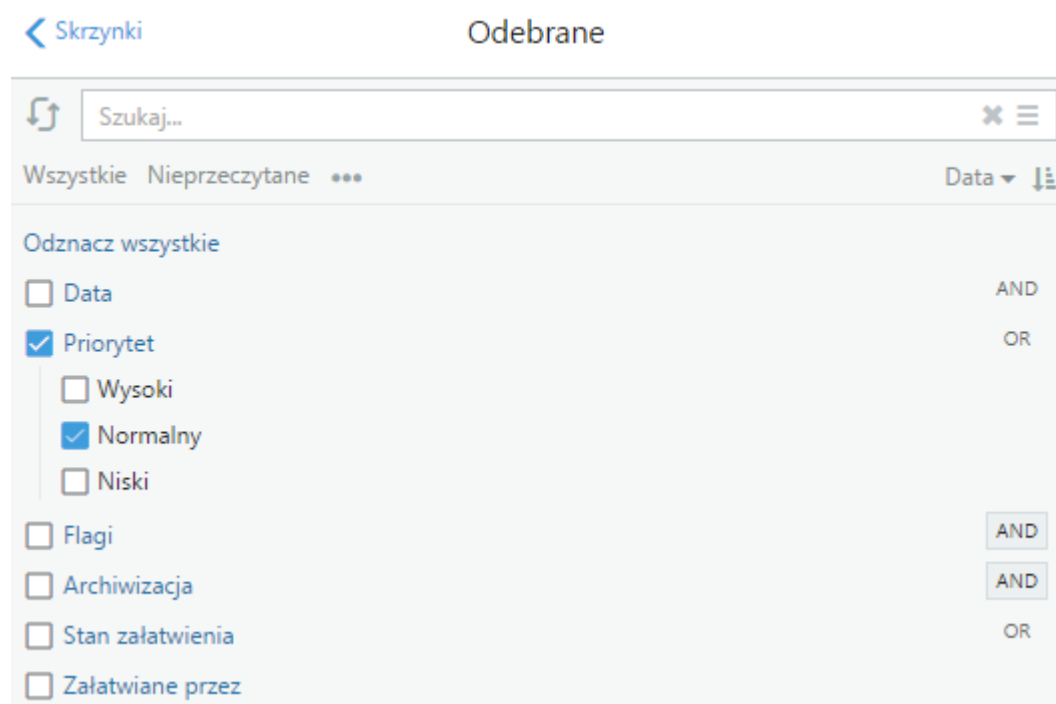 Skrzynki Odebrane
Szukaj...
Wszystkie Nieprzeczytane ••• Data
Odznacz wszystkie
Data AND
Priorytet OR
Wysoki
Normalny
Niski
Flagi AND
Archiwizacja AND
Stan załatwienia OR
Załatwiane przez